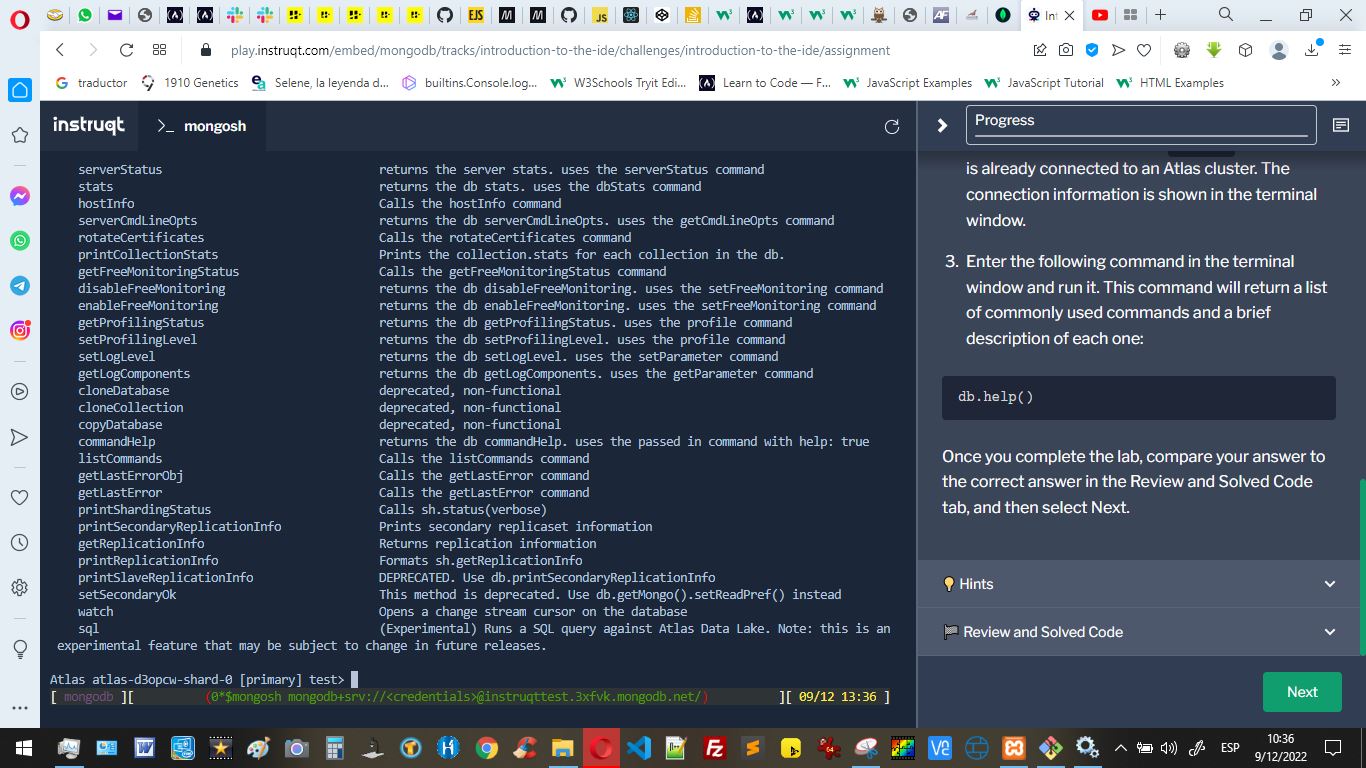 Int
play.instruqt.com/embed/mongodb/tracks/introduction-to-the-ide/challenges/introduction-to-the-ide/assignment
traductor 1910 Genetics Selene, la leyenda d... builtins.Console.log... W3Schools Tryit Edi... Learn to Code — F... JavaScript Examples JavaScript Tutorial HTML Examples
instruqt >_ mongosh
serverStatus returns the server stats. uses the serverStatus command
stats returns the db stats. uses the dbStats command
hostInfo Calls the hostInfo command
serverCmdLineOpts returns the db serverCmdLineOpts. uses the getCmdLineOpts command
rotateCertificates Calls the rotateCertificates command
printCollectionStats Prints the collection.stats for each collection in the db.
getFreeMonitoringStatus Calls the getFreeMonitoringStatus command
disableFreeMonitoring returns the db disableFreeMonitoring. uses the setFreeMonitoring command
enableFreeMonitoring returns the db enableFreeMonitoring. uses the setFreeMonitoring command
getProfilingStatus returns the db getProfilingStatus. uses the profile command
setProfilingLevel returns the db setProfilingLevel. uses the profile command
setLogLevel returns the db setLogLevel. uses the setParameter command
getLogComponents returns the db getLogComponents. uses the getParameter command
cloneDatabase deprecated, non-functional
cloneCollection deprecated, non-functional
copyDatabase deprecated, non-functional
commandHelp returns the db commandHelp. uses the passed in command with help: true
listCommands Calls the listCommands command
getLastErrorObj Calls the getLastError command
getLastError Calls the getLastError command
printShardingStatus Calls sh.status(verbose)
printSecondaryReplicationInfo Prints secondary replicaset information
getReplicationInfo Returns replication information
printReplicationInfo Formats sh.getReplicationInfo
printSlaveReplicationInfo DEPRECATED. Use db.printSecondaryReplicationInfo
setSecondaryOk This method is deprecated. Use db.getMongo().setReadPref() instead
watch Opens a change stream cursor on the database
sql (Experimental) Runs a SQL query against Atlas Data Lake. Note: this is an
experimental feature that may be subject to change in future releases.
Atlas atlas-d3opcw-shard-0 [primary] test>
[ mongodb ][ (0*$mongosh mongodb+srv://<credentials>@instruqttest.3xfvk.mongodb.net/) ][ 09/12 13:36 ]
Progress
is already connected to an Atlas cluster. The
connection information is shown in the terminal
window.
3. Enter the following command in the terminal
window and run it. This command will return a list
of commonly used commands and a brief
description of each one:
db.help()
Once you complete the lab, compare your answer to
the correct answer in the Review and Solved Code
tab, and then select Next.
Hints
Review and Solved Code
Next
ESP
10:36
9/12/2022